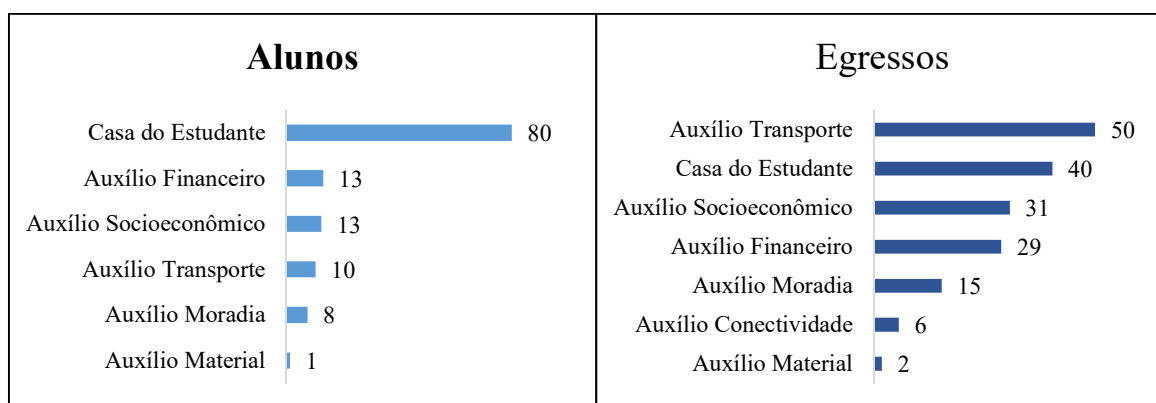 Alunos
Casa do Estudante 80
Auxílio Financeiro 13
Auxílio Socioeconômico 13
Auxílio Transporte 10
Auxílio Moradia 8
Auxílio Material 1
Egressos
Auxílio Transporte 50
Casa do Estudante 40
Auxílio Socioeconômico 31
Auxílio Financeiro 29
Auxílio Moradia 15
Auxílio Conectividade 6
Auxílio Material 2